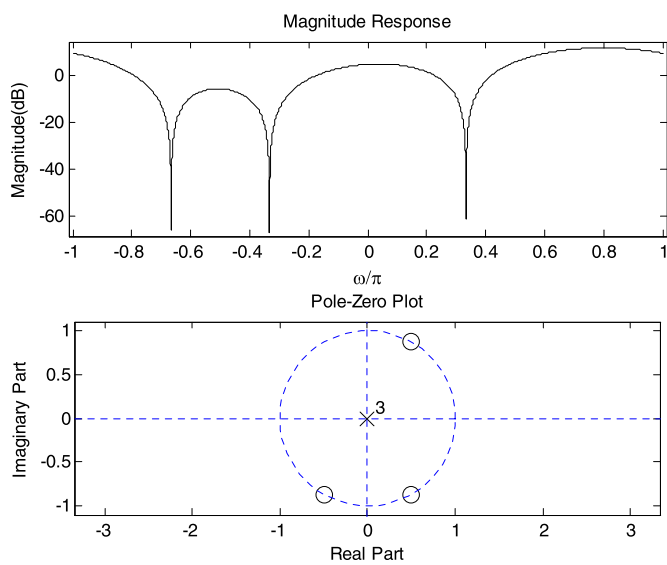 Magnitude Response
Magnitude(dB)
0
-20
-40
-60
-1 -0.8 -0.6 -0.4 -0.2 0 0.2 0.4 0.6 0.8 1
ω/π
Pole-Zero Plot
Imaginary Part
1
0.5
0
-0.5
-1
3
-3 -2 -1 0 1 2 3
Real Part